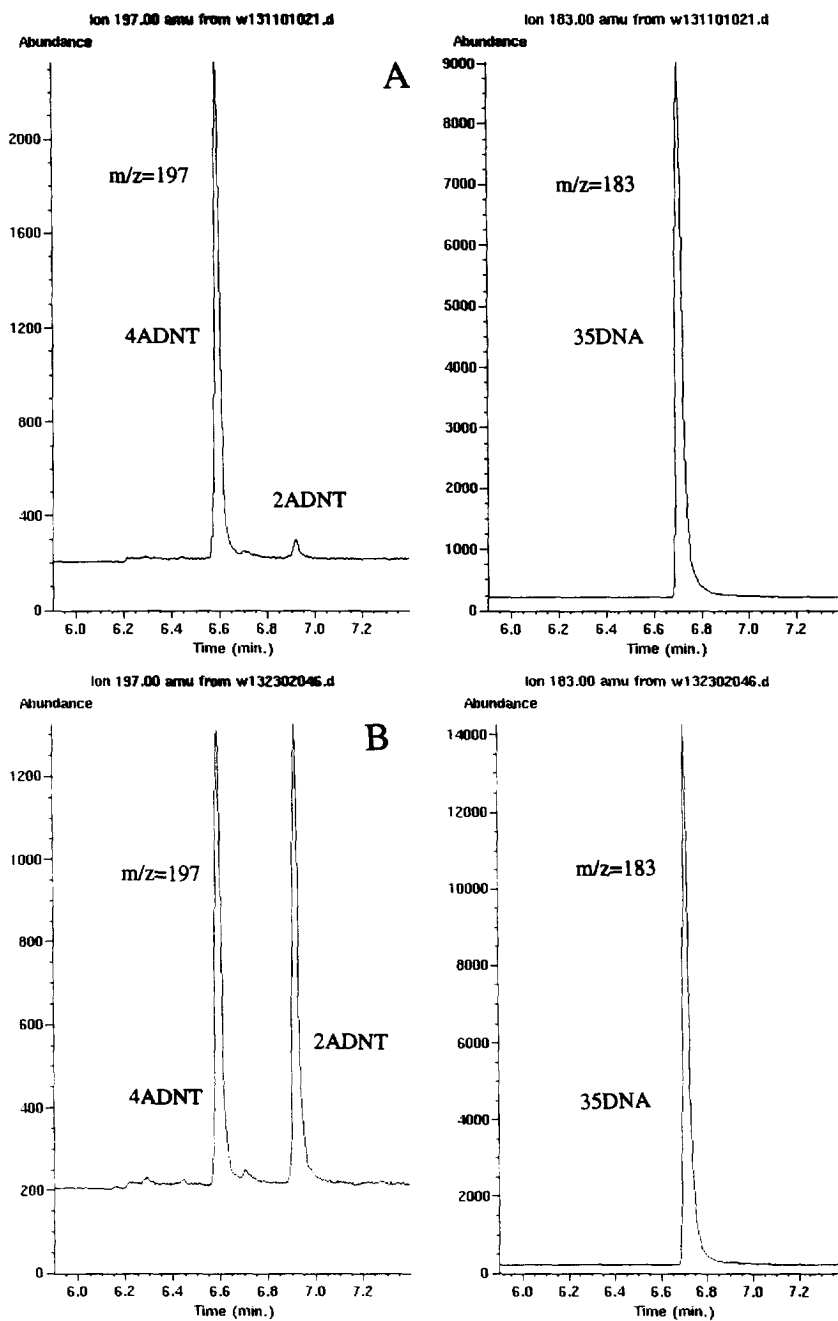 Ion 197.00 amu from w131101021.d
Abundance
A
2000
1600
1200
800
400
0
m/z=197
4ADNT
2ADNT
6.0 6.2 6.4 6.6 6.8 7.0 7.2
Time (min.)
Ion 183.00 amu from w131101021.d
Abundance
9000
8000
7000
6000
5000
4000
3000
2000
1000
0
m/z=183
35DNA
6.0 6.2 6.4 6.6 6.8 7.0 7.2
Time (min.)
Ion 197.00 amu from w132302046.d
Abundance
B
1200
1000
800
600
400
200
0
m/z=197
2ADNT
4ADNT
6.0 6.2 6.4 6.6 6.8 7.0 7.2
Time (min.)
Ion 183.00 amu from w132302046.d
Abundance
14000
12000
10000
8000
6000
4000
2000
0
m/z=183
35DNA
6.0 6.2 6.4 6.6 6.8 7.0 7.2
Time (min.)